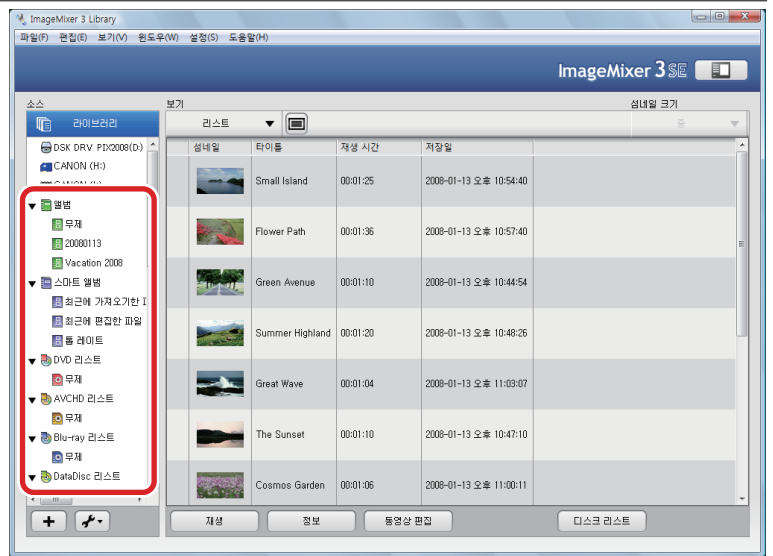 ImageMixer 3 Library
파일(F) 편집(E) 보기(V) 윈도우(W) 설정(S) 도움말(H)
ImageMixer 3 SE
소스 보기 섬네일 크기
라이브러리 리스트 중
DSK DRV PIX2008(D:)
CANON (H:)
앨범
무제
20080113
Vacation 2008
스마트 앨범
최근에 가져오기한
최근에 편집한 파일
톱 레이트
DVD 리스트
무제
AVCHD 리스트
무제
Blu-ray 리스트
무제
DataDisc 리스트
섬네일 타이틀 재생 시간 저장일
Small Island 00:01:25 2008-01-13 오후 10:54:40
Flower Path 00:01:36 2008-01-13 오후 10:57:40
Green Avenue 00:01:10 2008-01-13 오후 10:44:54
Summer Highland 00:01:20 2008-01-13 오후 10:48:26
Great Wave 00:01:04 2008-01-13 오후 11:03:07
The Sunset 00:01:10 2008-01-13 오후 10:47:10
Cosmos Garden 00:01:06 2008-01-13 오후 11:00:11
재생 정보 동영상 편집 디스크 리스트